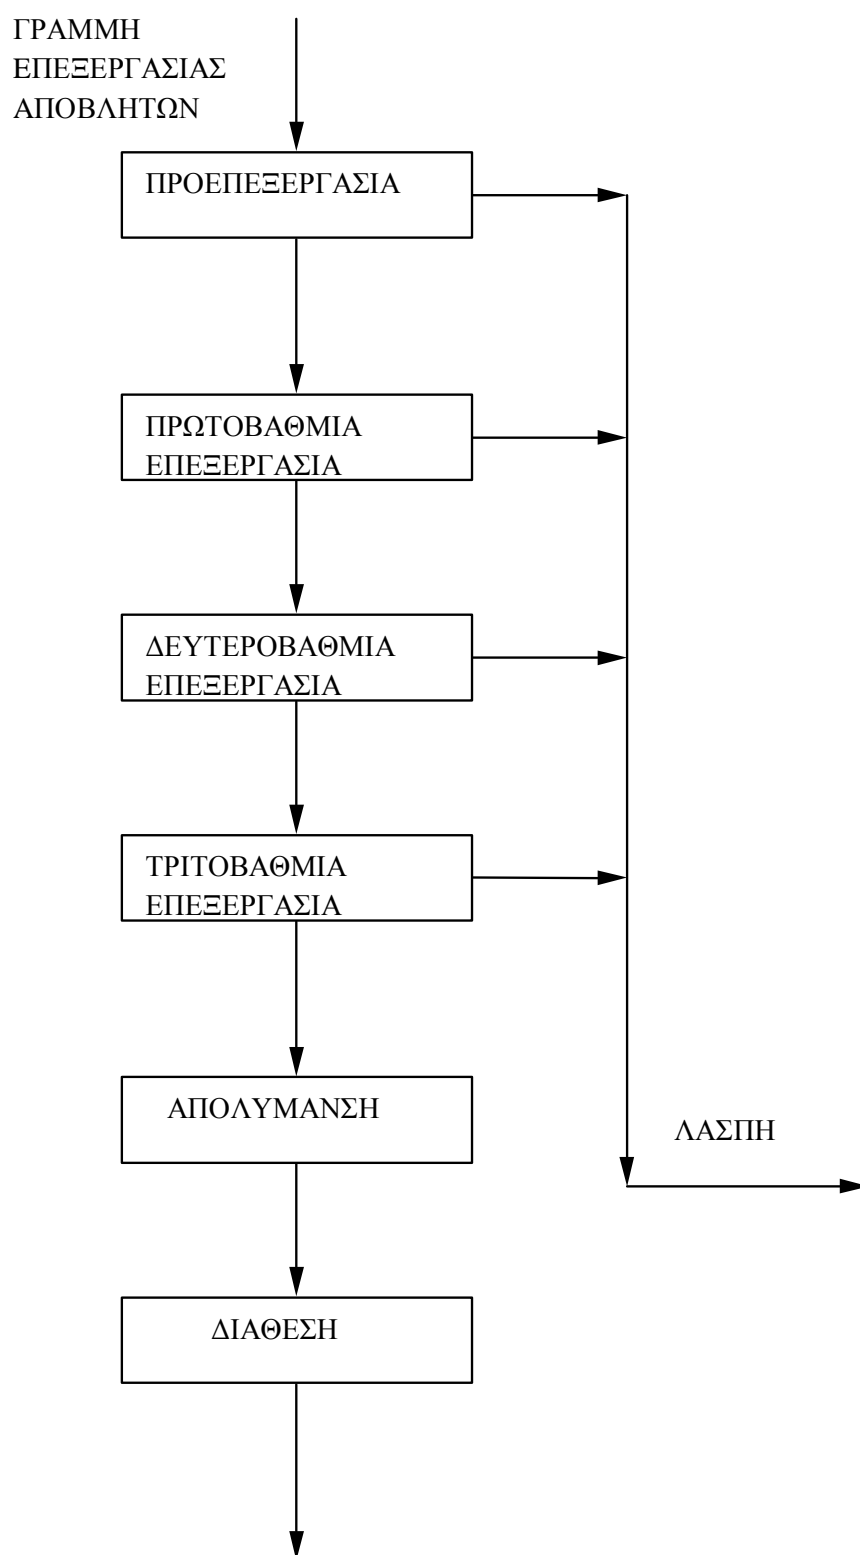 ΓΡΑΜΜΗ
ΕΠΕΞΕΡΓΑΣΙΑΣ
ΑΠΟΒΛΗΤΩΝ
ΠΡΟΕΠΕΞΕΡΓΑΣΙΑ
ΠΡΩΤΟΒΑΘΜΙΑ
ΕΠΕΞΕΡΓΑΣΙΑ
ΔΕΥΤΕΡΟΒΑΘΜΙΑ
ΕΠΕΞΕΡΓΑΣΙΑ
ΤΡΙΤΟΒΑΘΜΙΑ
ΕΠΕΞΕΡΓΑΣΙΑ
ΑΠΟΛΥΜΑΝΣΗ
ΛΑΣΠΗ
ΔΙΑΘΕΣΗ